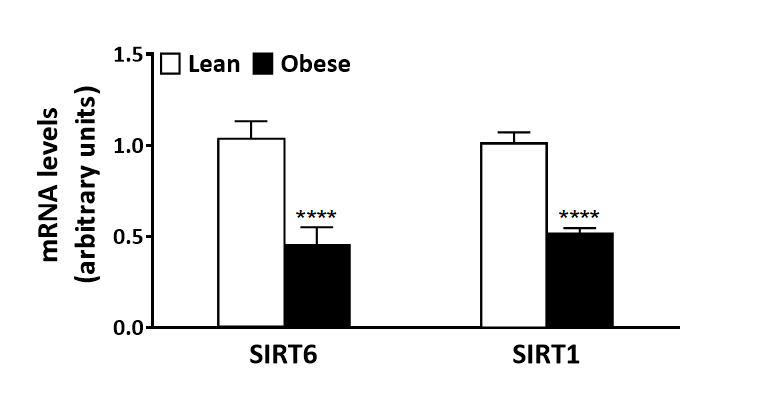 1.5
Lean Obese
mRNA levels
(arbitrary units)
1.0
****
****
0.5
0.0
SIRT6 SIRT1